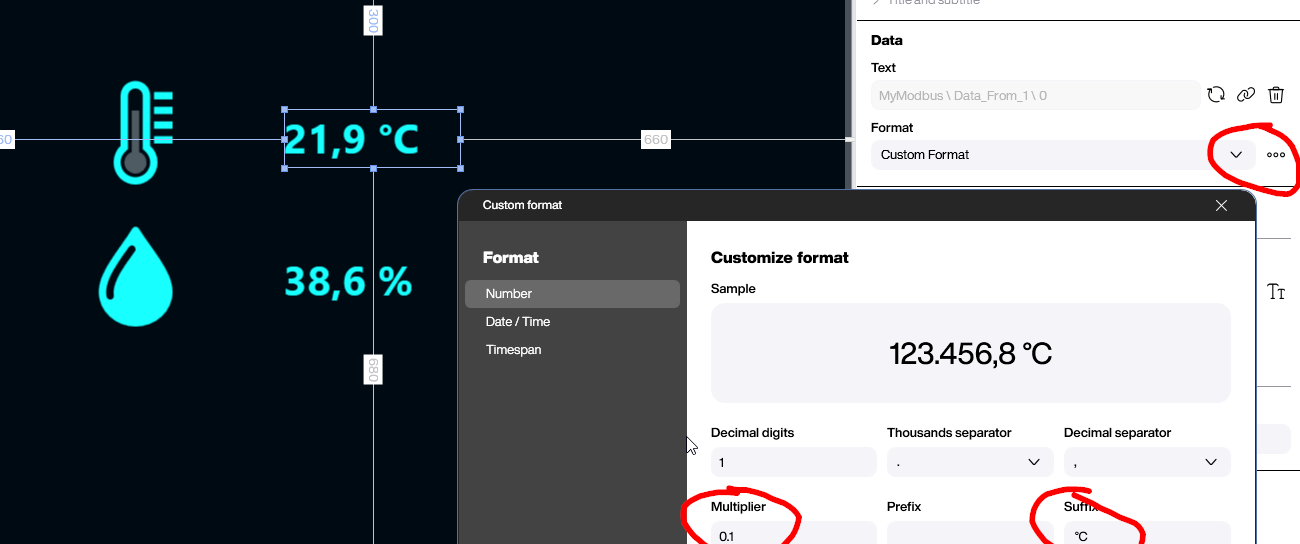 300
Title and subtitle
Data
Text
MyModbus \ Data_From_1 \ 0
21,9 °C
60
660
Format
Custom Format
Custom format
Format
Customize format
Number
Sample
38,6 %
Date / Time
Timespan
123.456,8 °C
680
Decimal digits
Thousands separator
Decimal separator
1
.
,
Multiplier
Prefix
Suffix
0.1
°C
Tt